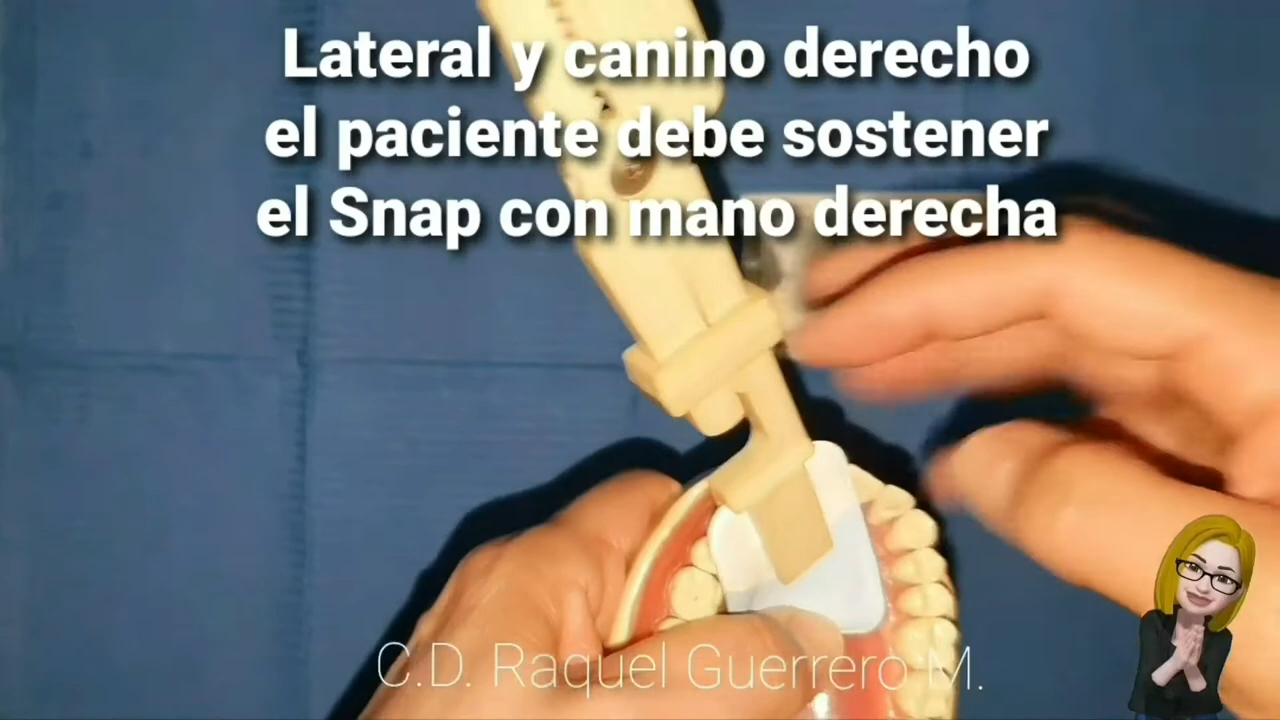 Lateral y canino derecho
el paciente debe sostener
el Snap con mano derecha
C.D. Raquel Guerrero M.